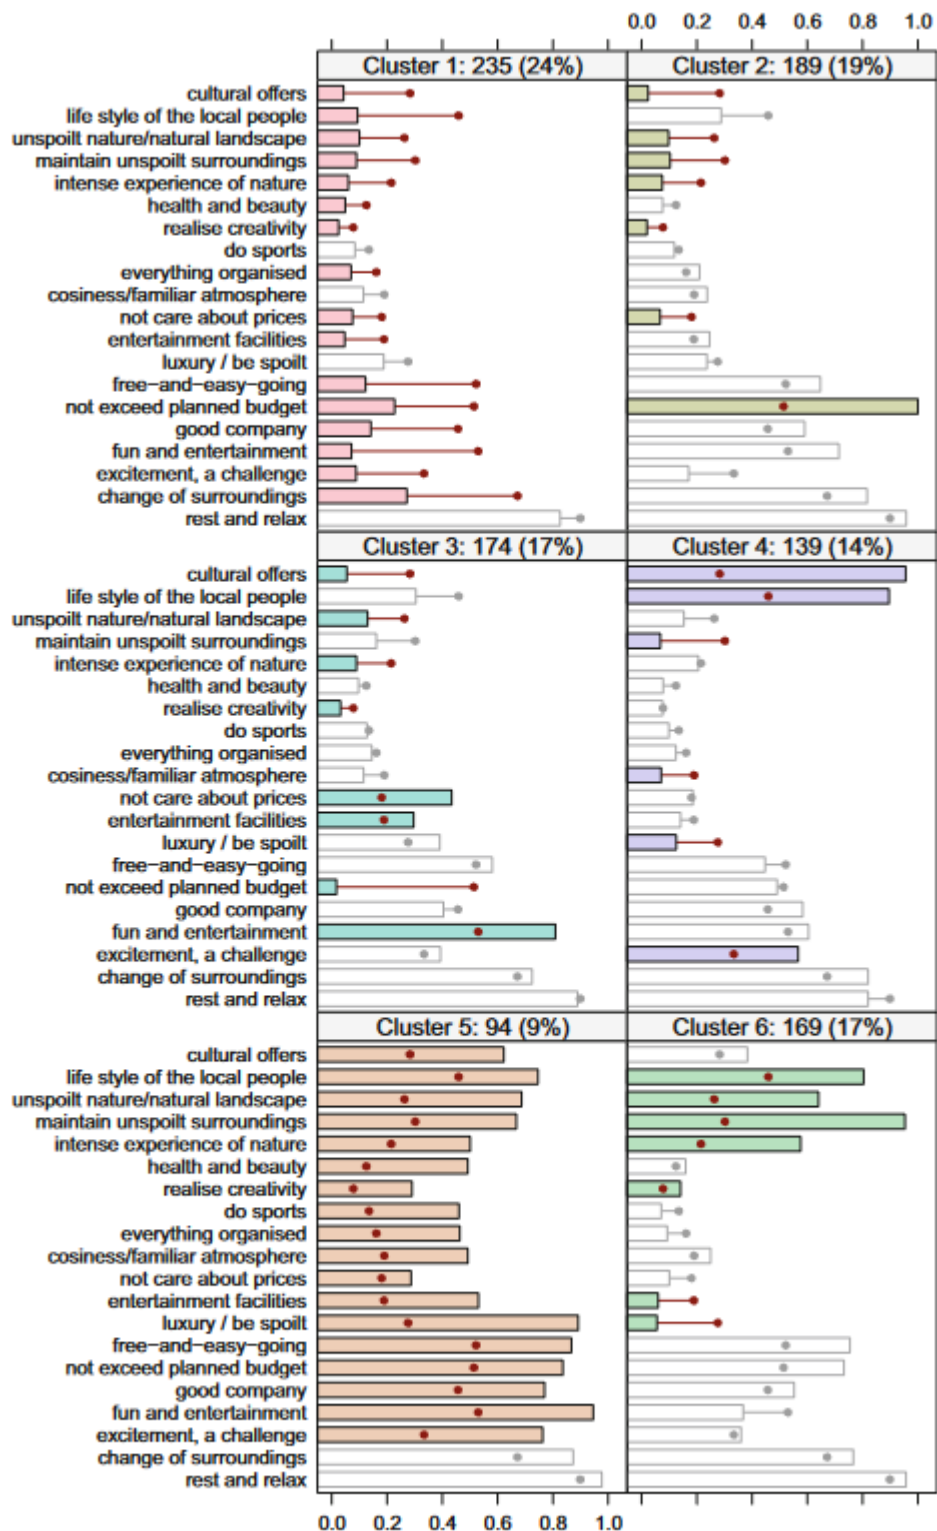 0.0 0.2 0.4 0.6 0.8 1.0
Cluster 1: 235 (24%) Cluster 2: 189 (19%)
cultural offers
life style of the local people
unspoilt nature/natural landscape
maintain unspoilt surroundings
intense experience of nature
health and beauty
realise creativity
do sports
everything organised
cosiness/familiar atmosphere
not care about prices
entertainment facilities
luxury / be spoilt
free−and−easy−going
not exceed planned budget
good company
fun and entertainment
excitement, a challenge
change of surroundings
rest and relax
Cluster 3: 174 (17%) Cluster 4: 139 (14%)
cultural offers
life style of the local people
unspoilt nature/natural landscape
maintain unspoilt surroundings
intense experience of nature
health and beauty
realise creativity
do sports
everything organised
cosiness/familiar atmosphere
not care about prices
entertainment facilities
luxury / be spoilt
free−and−easy−going
not exceed planned budget
good company
fun and entertainment
excitement, a challenge
change of surroundings
rest and relax
Cluster 5: 94 (9%) Cluster 6: 169 (17%)
cultural offers
life style of the local people
unspoilt nature/natural landscape
maintain unspoilt surroundings
intense experience of nature
health and beauty
realise creativity
do sports
everything organised
cosiness/familiar atmosphere
not care about prices
entertainment facilities
luxury / be spoilt
free−and−easy−going
not exceed planned budget
good company
fun and entertainment
excitement, a challenge
change of surroundings
rest and relax
0.0 0.2 0.4 0.6 0.8 1.0